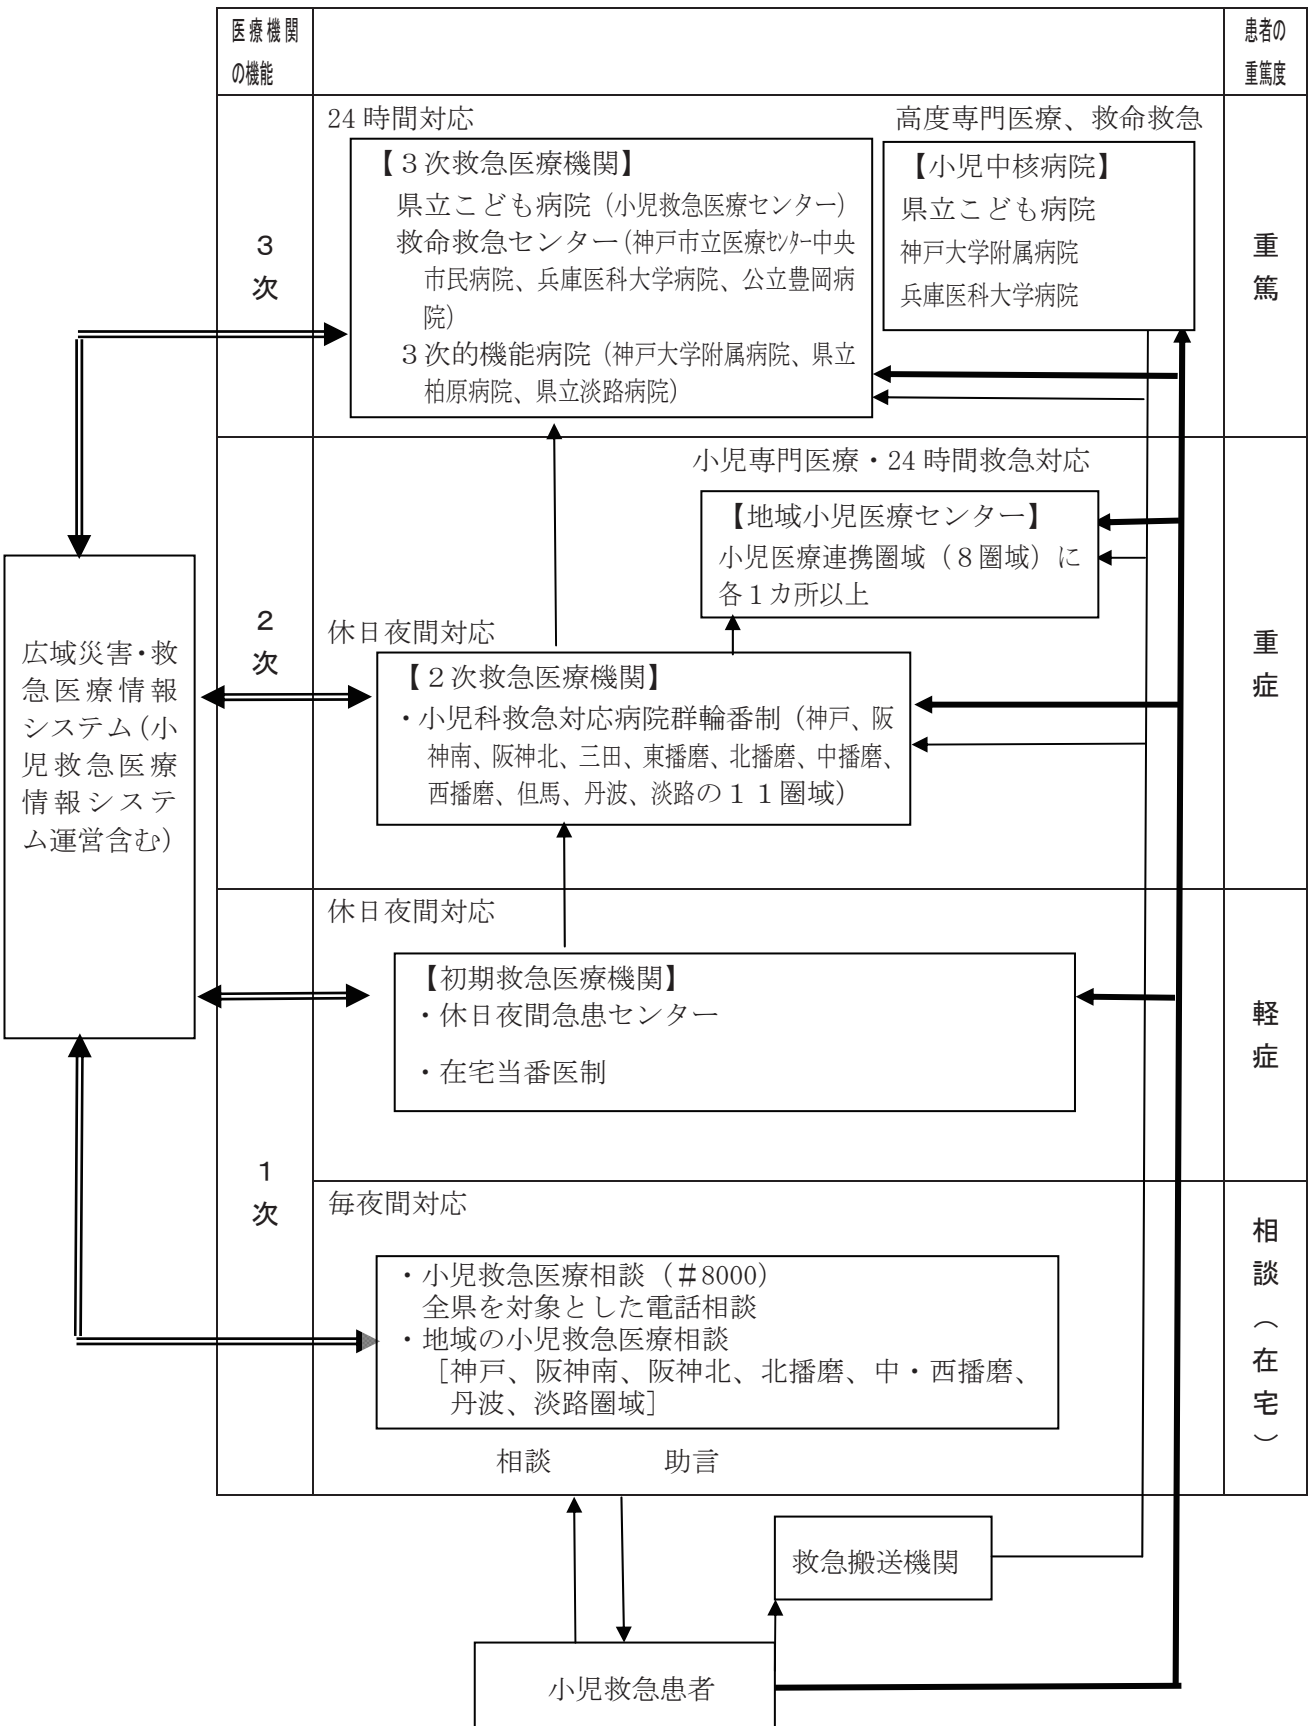 医療機関
の機能
患者の
重篤度
3
次
24時間対応
高度専門医療、救命救急
【３次救急医療機関】
県立こども病院（小児救急医療センター）
救命救急センター（神戸市立医療センター中央
市民病院、兵庫医科大学病院、公立豊岡病
院）
３次的機能病院（神戸大学附属病院、県立
柏原病院、県立淡路病院）
【小児中核病院】
県立こども病院
神戸大学附属病院
兵庫医科大学病院
重
篤
2
次
小児専門医療・24時間救急対応
【地域小児医療センター】
小児医療連携圏域（８圏域）に
各１カ所以上
休日夜間対応
【２次救急医療機関】
・小児科救急対応病院群輪番制（神戸、阪
神南、阪神北、三田、東播磨、北播磨、中播磨、
西播磨、但馬、丹波、淡路の１１圏域）
重
症
広域災害・救
急医療情報
システム（小
児救急医療
情報システ
ム運営含む）
1
次
休日夜間対応
【初期救急医療機関】
・休日夜間急患センター
・在宅当番医制
軽
症
毎夜間対応
・小児救急医療相談（＃8000）
全県を対象とした電話相談
・地域の小児救急医療相談
［神戸、阪神南、阪神北、北播磨、中・西播磨、
丹波、淡路圏域］
相談
助言
相
談
（
在
宅
）
救急搬送機関
小児救急患者